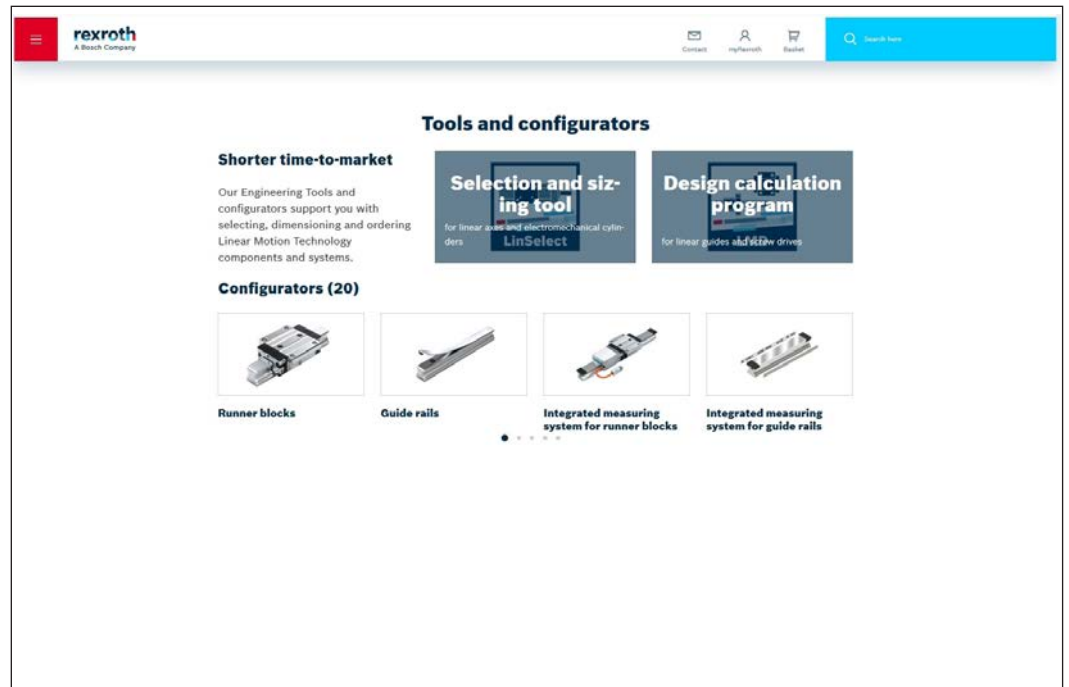 rexroth
A Bosch Company
Contact
myRexroth
Basket
Search here
Tools and configurators
Shorter time-to-market
Our Engineering Tools and
configurators support you with
selecting, dimensioning and ordering
Linear Motion Technology
components and systems.
Selection and siz-
ing tool
for linear axes and electromechanical cylin-
ders
LinSelect
Design calculation
program
for linear guides and screw drives
LMD
Configurators (20)
Runner blocks
Guide rails
Integrated measuring
system for runner blocks
Integrated measuring
system for guide rails